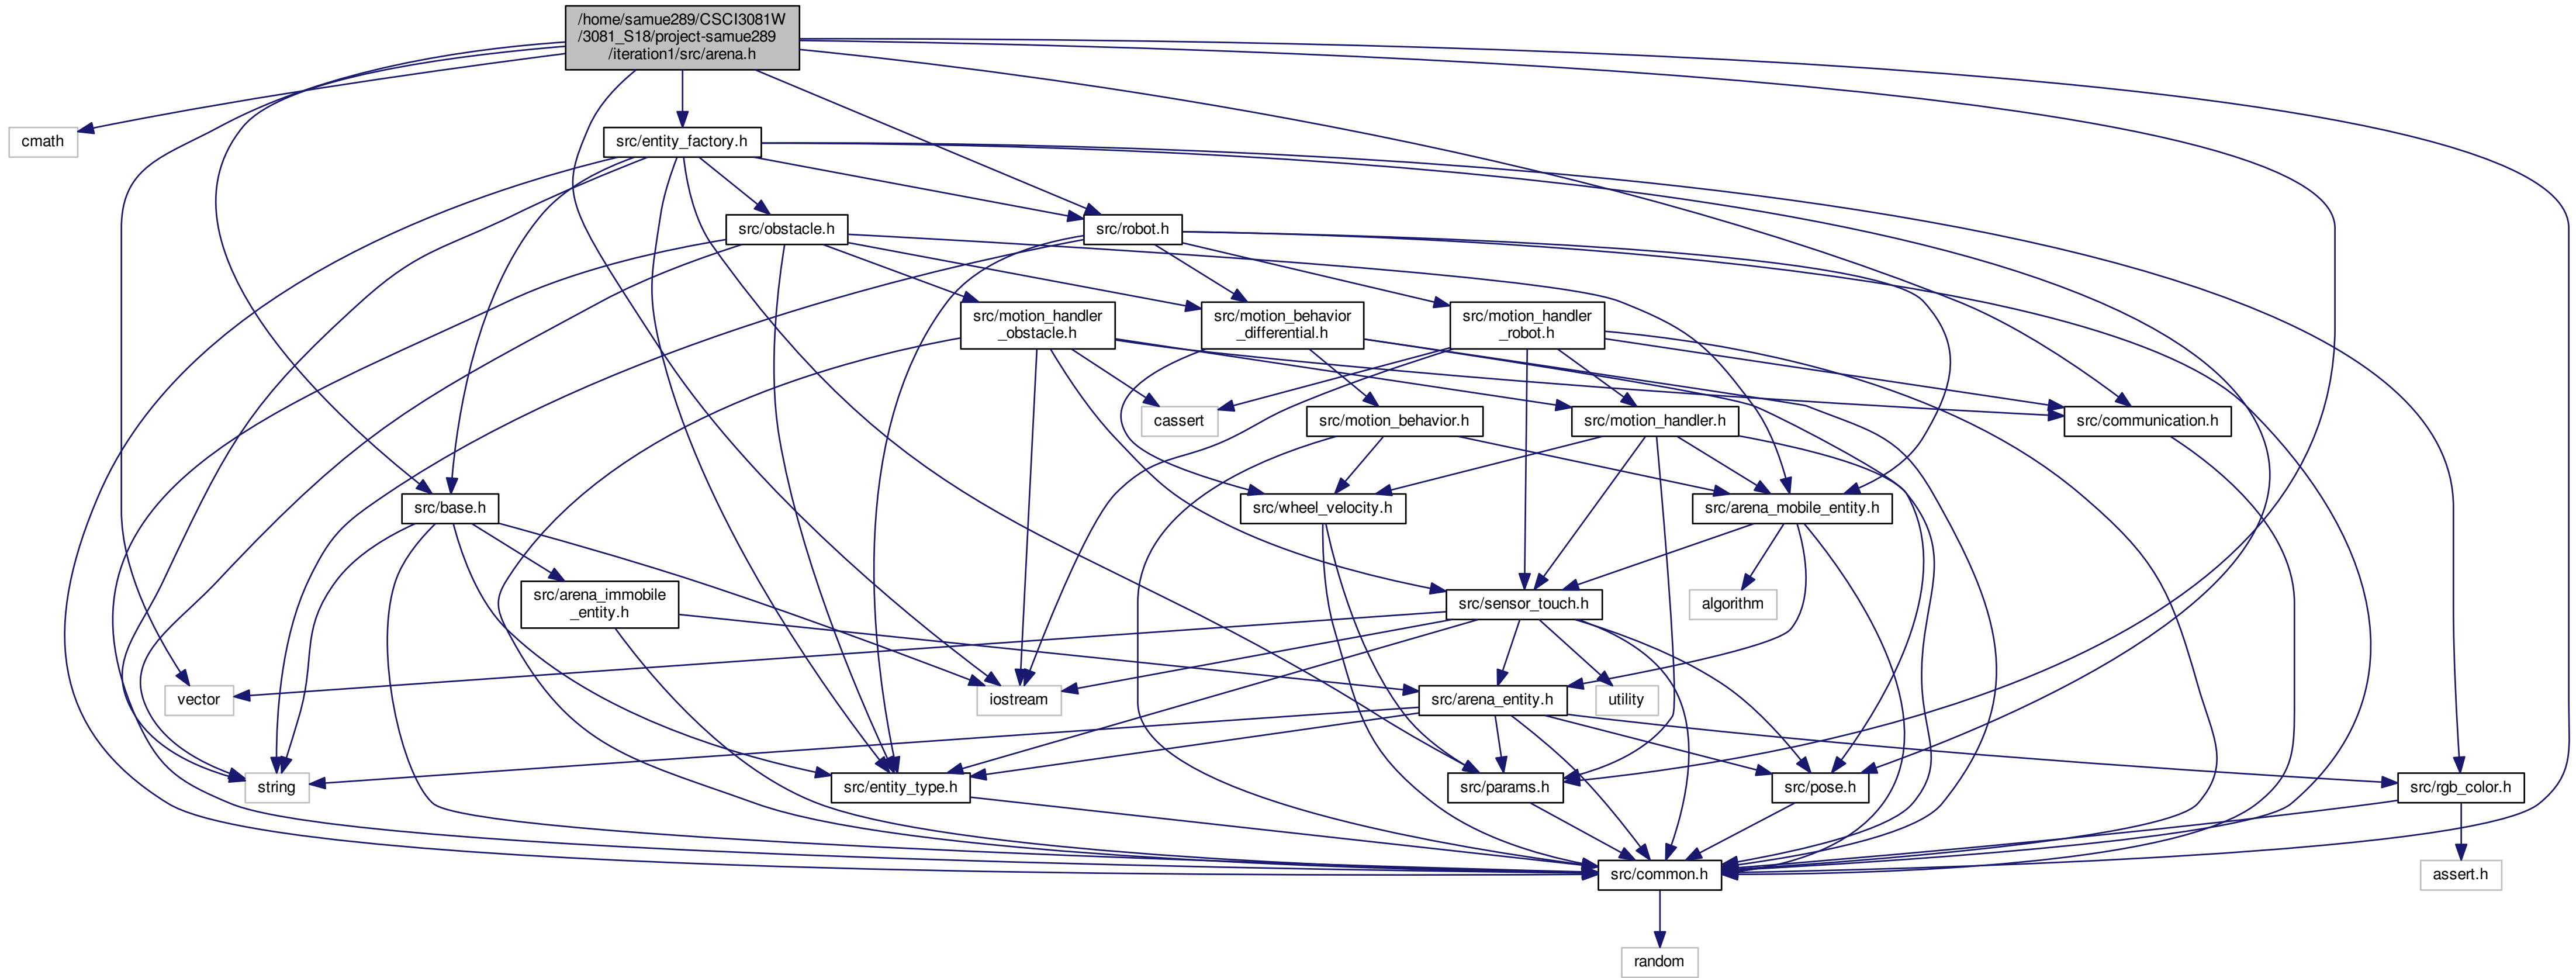 /home/samue289/CSCI3081W
/3081_S18/project-samue289
/iteration1/src/arena.h
cmath
src/entity_factory.h
src/obstacle.h
src/robot.h
src/motion_handler
_obstacle.h
src/motion_behavior
_differential.h
src/motion_handler
_robot.h
cassert
src/motion_behavior.h
src/motion_handler.h
src/communication.h
src/base.h
src/wheel_velocity.h
src/arena_mobile_entity.h
src/arena_immobile
_entity.h
src/sensor_touch.h
algorithm
vector
iostream
src/arena_entity.h
utility
string
src/entity_type.h
src/params.h
src/pose.h
src/rgb_color.h
src/common.h
assert.h
random